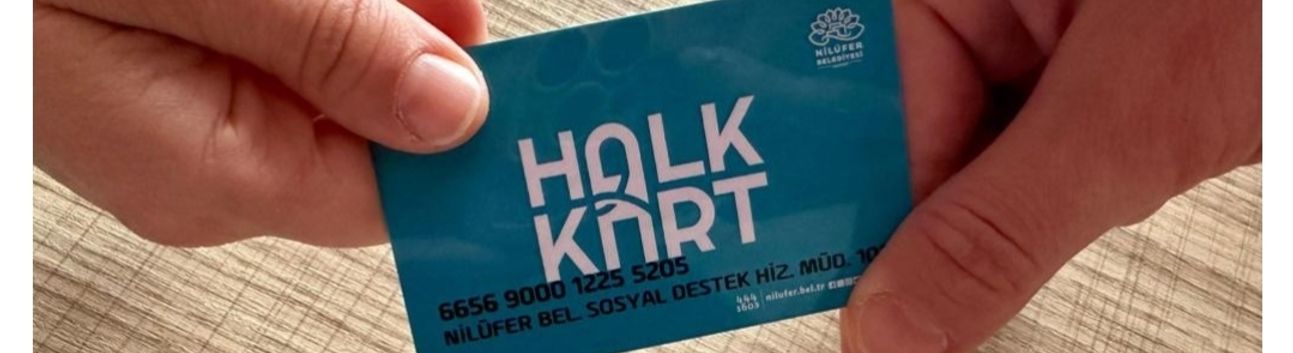 NİLÜFER
BELEDİYESİ
HALK
KART
6656 9000 1225 5205
NİLÜFER BEL. SOSYAL DESTEK HİZ. MÜD.
444
1603
nilufer.bel.tr